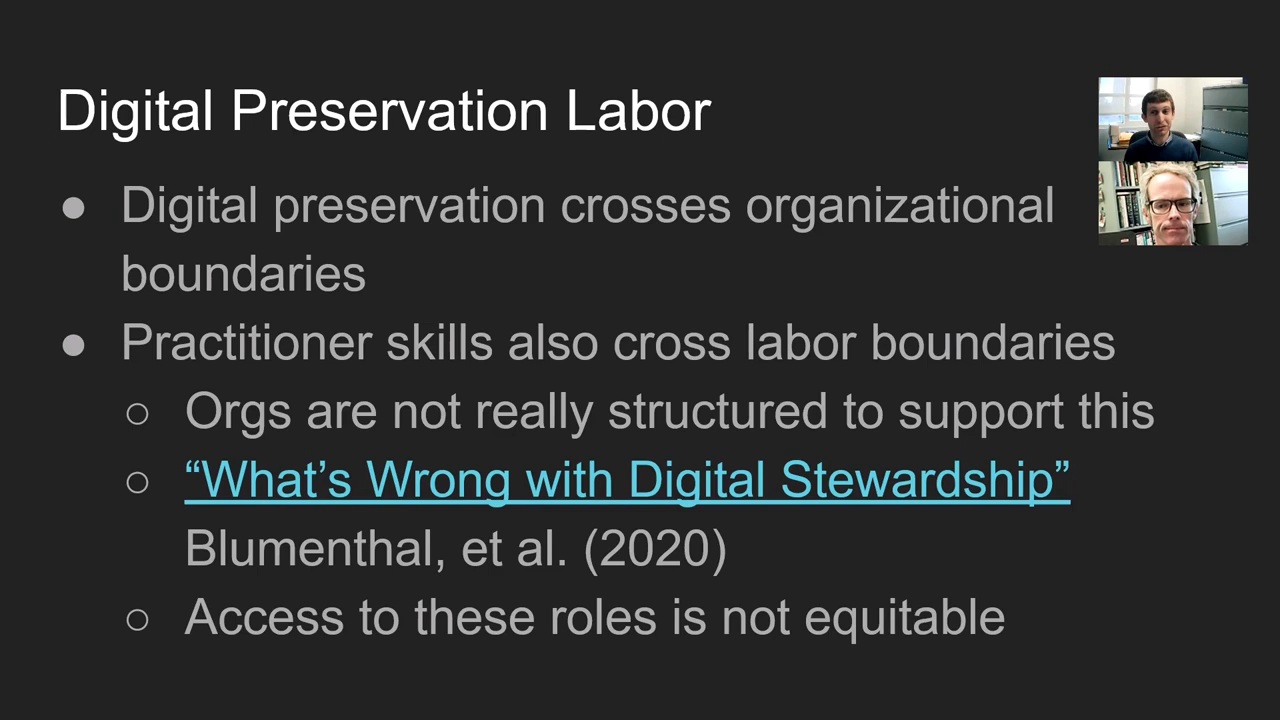 Digital Preservation Labor
● Digital preservation crosses organizational
boundaries
● Practitioner skills also cross labor boundaries
○ Orgs are not really structured to support this
○ “What’s Wrong with Digital Stewardship”
Blumenthal, et al. (2020)
○ Access to these roles is not equitable